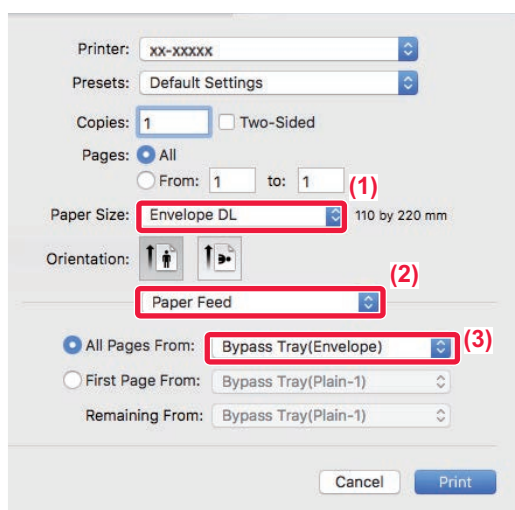 Printer: xx-xxxxx
Presets: Default Settings
Copies: 1 Two-Sided
Pages: All
From: 1 to: 1
(1)
Paper Size: Envelope DL 110 by 220 mm
Orientation:
(2)
Paper Feed
All Pages From: Bypass Tray(Envelope) (3)
First Page From: Bypass Tray(Plain-1)
Remaining From: Bypass Tray(Plain-1)
Cancel Print